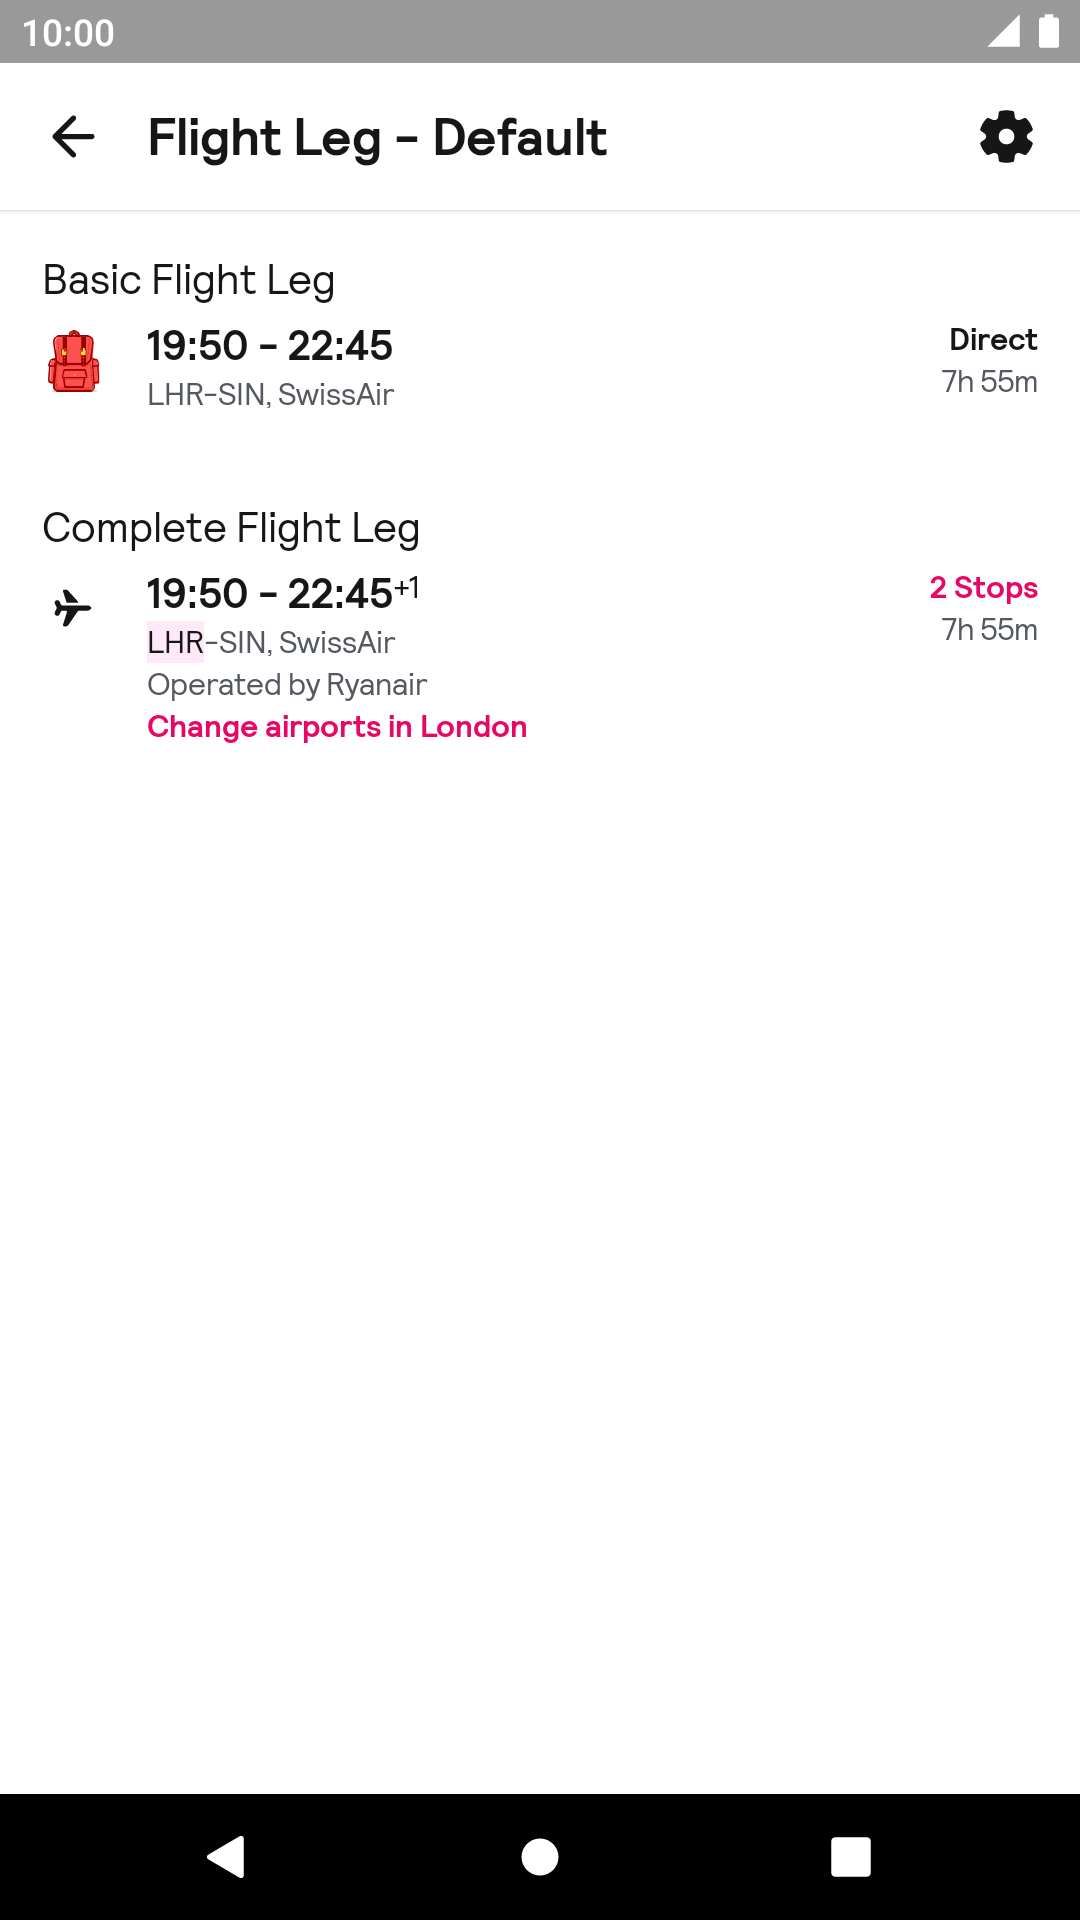 10:00
Flight Leg - Default
Basic Flight Leg
19:50 - 22:45
Direct
LHR-SIN, SwissAir
7h 55m
Complete Flight Leg
19:50 - 22:45+1
2 Stops
LHR-SIN, SwissAir
7h 55m
Operated by Ryanair
Change airports in London